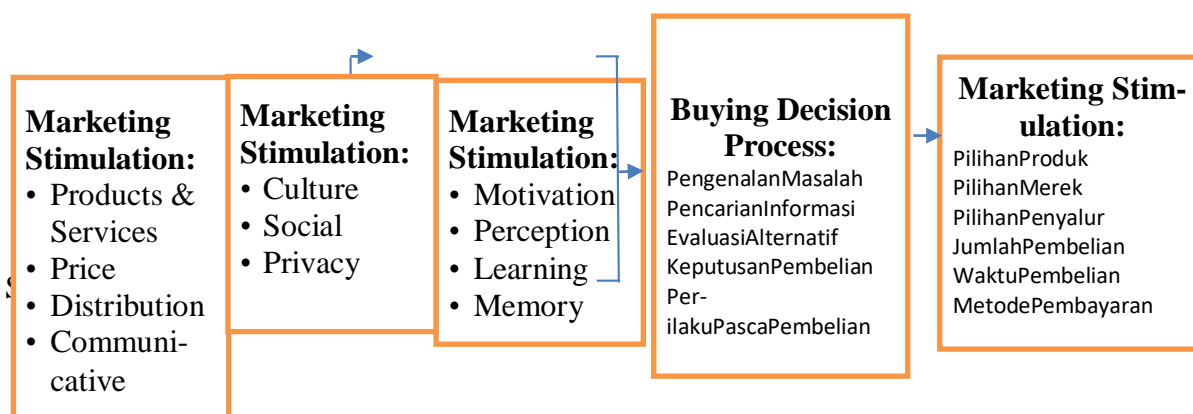 Marketing
Stimulation:
• Products &
Services
• Price
• Distribution
• Communi-
cative
Marketing
Stimulation:
• Culture
• Social
• Privacy
Marketing
Stimulation:
• Motivation
• Perception
• Learning
• Memory
Buying Decision
Process:
PengenalanMasalah
PencarianInformasi
EvaluasiAlternatif
KeputusanPembelian
Per-
ilakuPascaPembelian
Marketing Stim-
ulation:
PilihanProduk
PilihanMerek
PilihanPenyalur
JumlahPembelian
WaktuPembelian
MetodePembayaran